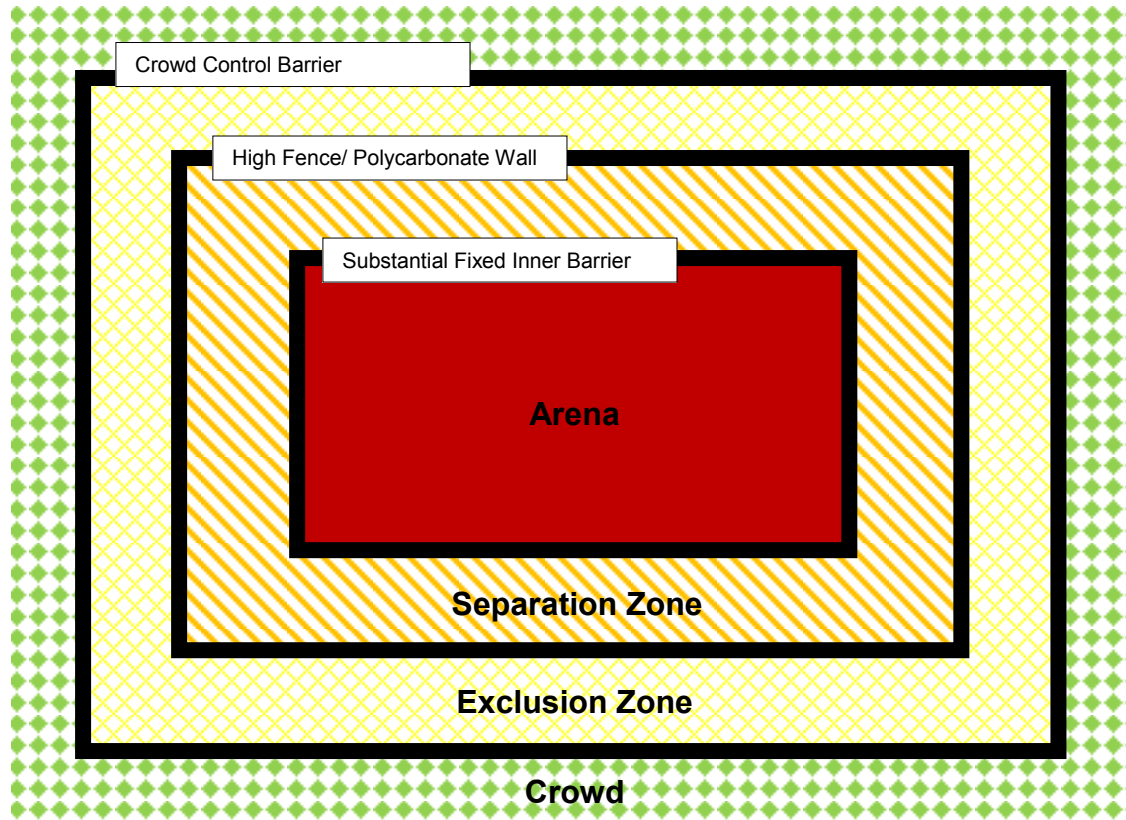 Crowd Control Barrier
High Fence/ Polycarbonate Wall
Substantial Fixed Inner Barrier
Arena
Separation Zone
Exclusion Zone
Crowd